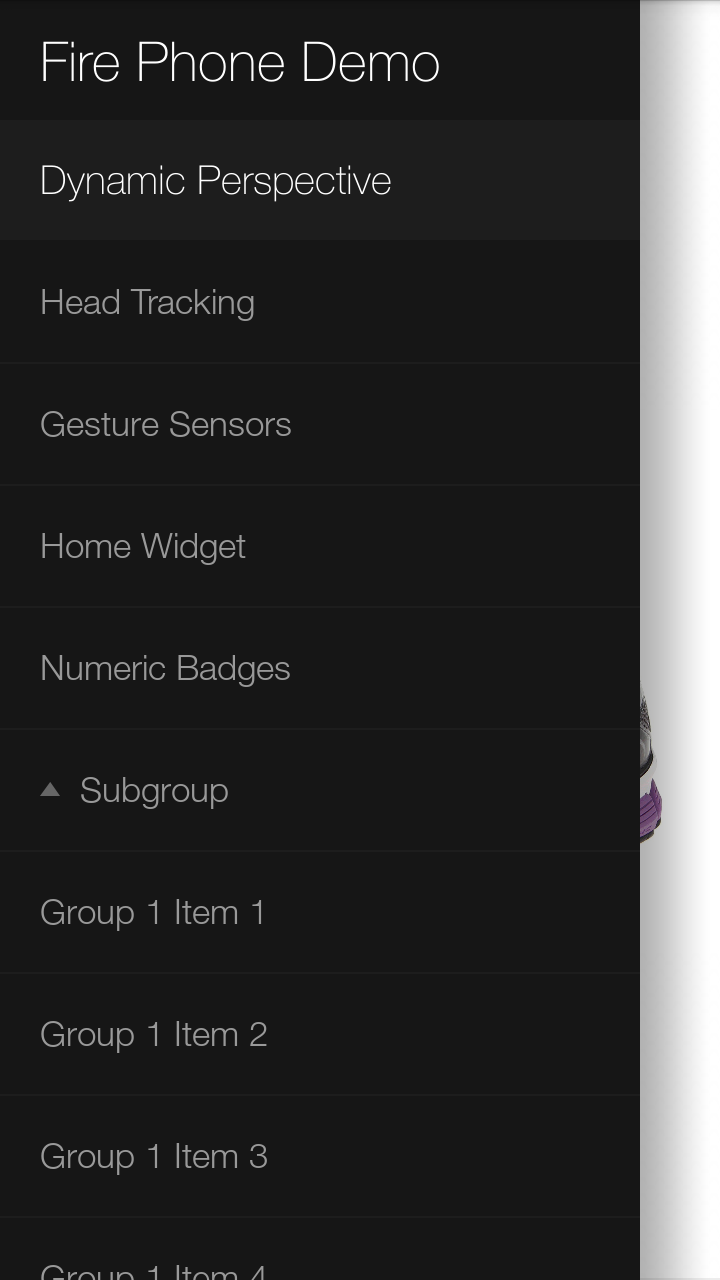 Fire Phone Demo
Dynamic Perspective
Head Tracking
Gesture Sensors
Home Widget
Numeric Badges
Subgroup
Group 1 Item 1
Group 1 Item 2
Group 1 Item 3
Group 1 Item 4